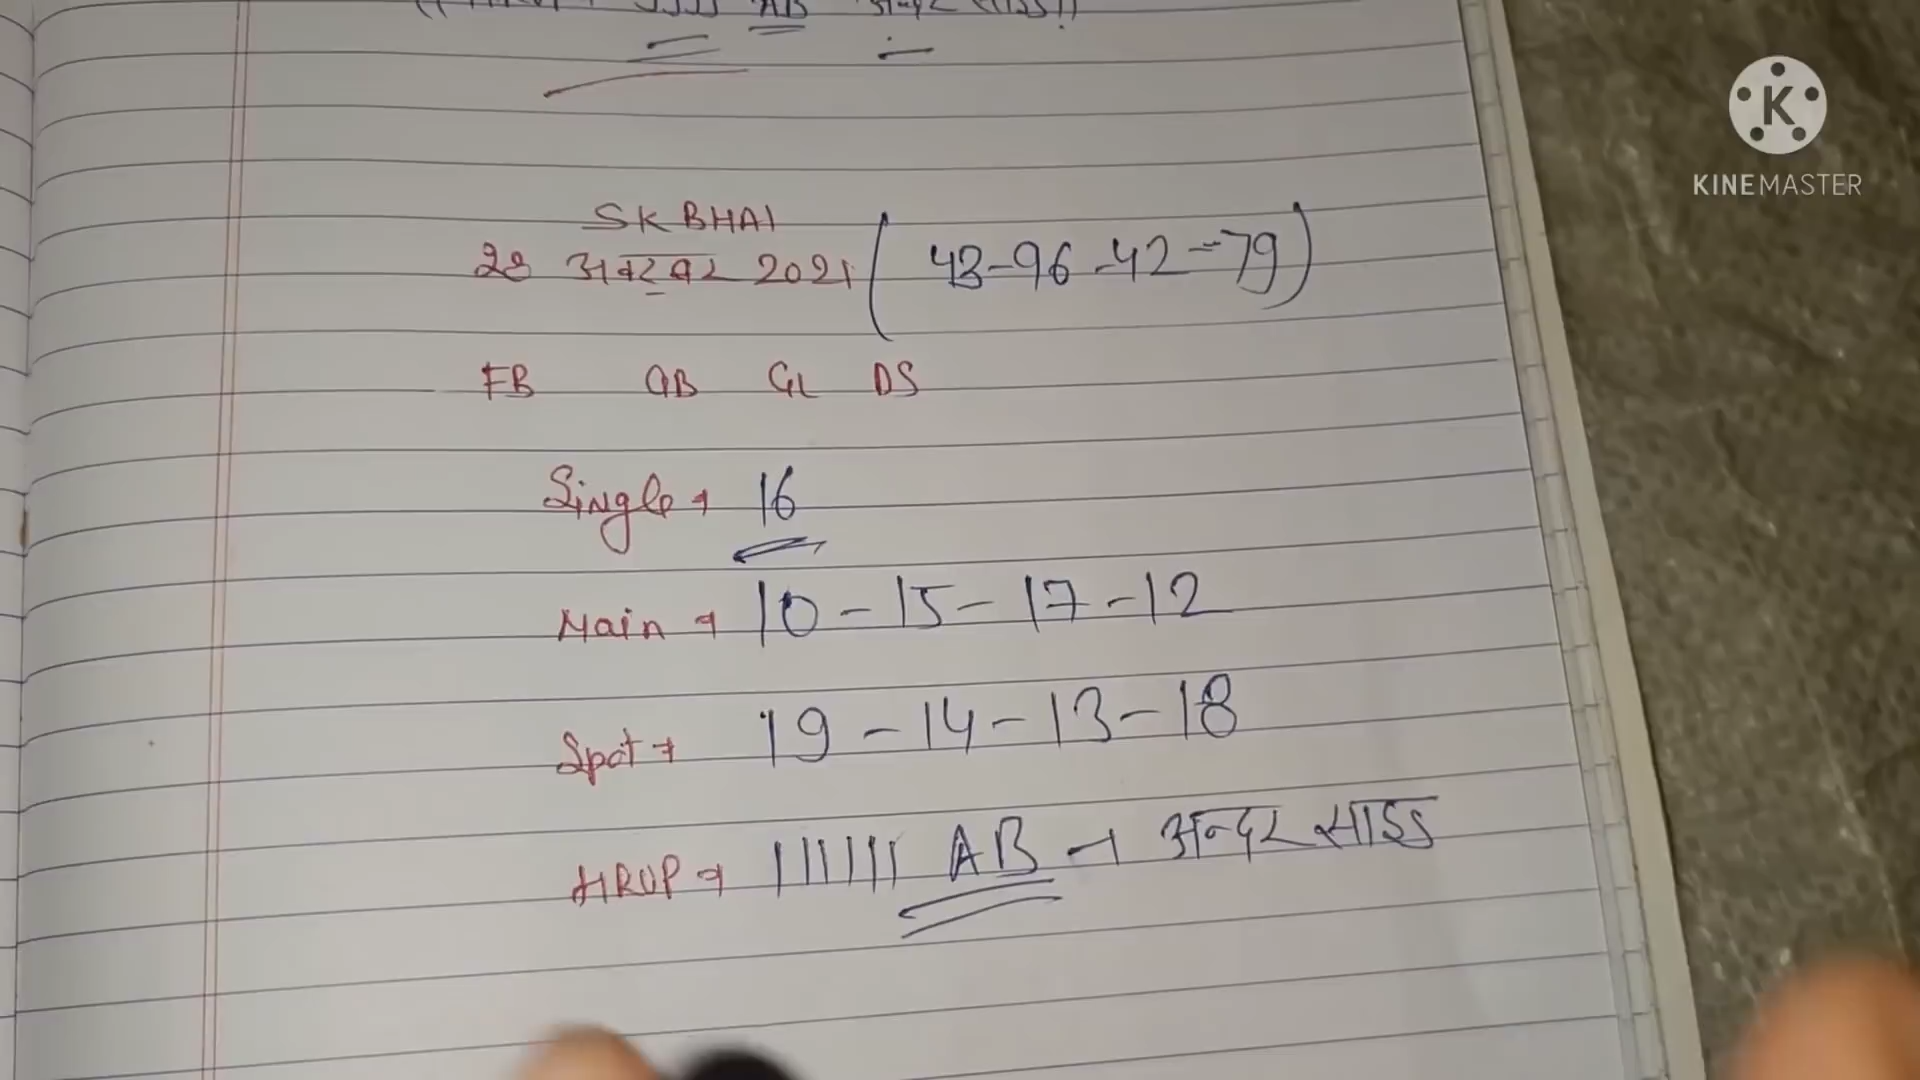 AB
SK BHAI
28 अक्टूबर 2021 ( 43-96-42-79 )
FB GB GL DS
Single → 16
Main → 10 - 15 - 17 - 12
Spot → 19 - 14 - 13 - 18
HRUP → |||||| AB → अन्दर साइड
K
KINEMASTER